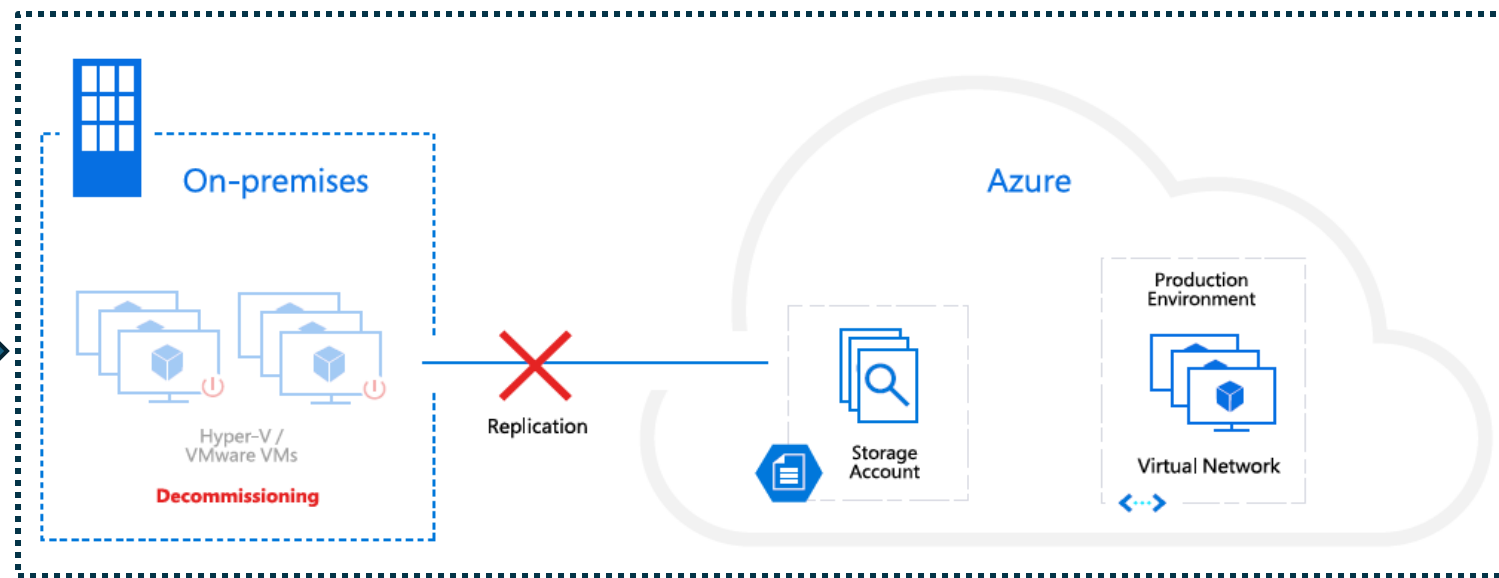 On-premises
Azure
Production
Environment
Replication
Hyper-V /
VMware VMs
Decommissioning
Storage
Account
Virtual Network